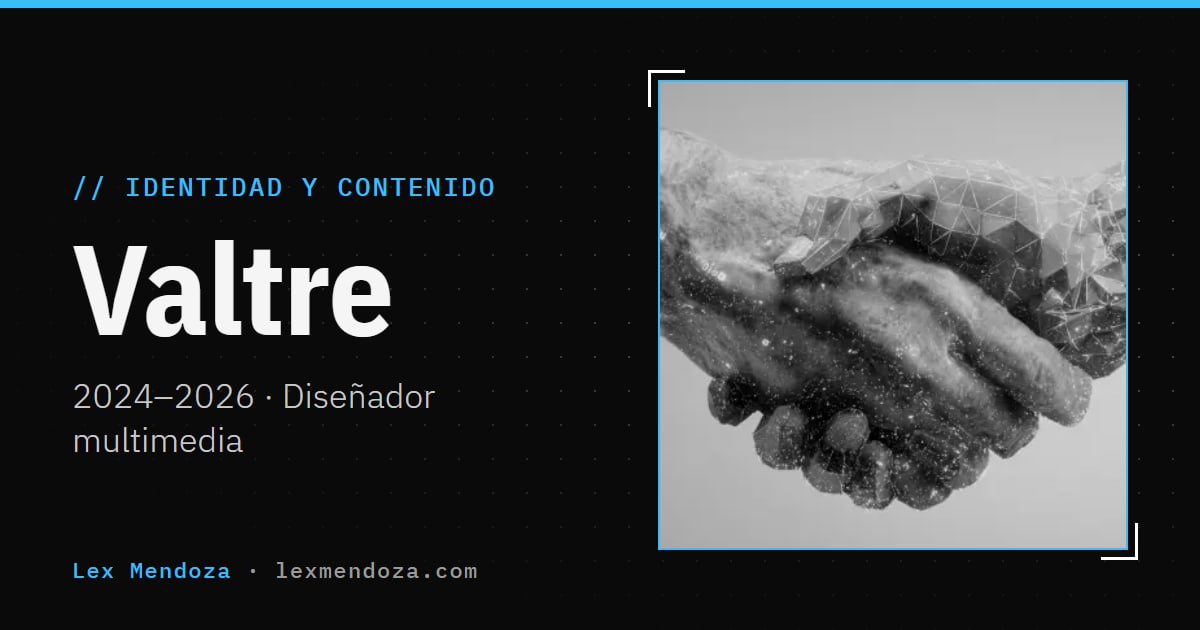 // IDENTIDAD Y CONTENIDO
Valtre
2024–2026 · Diseñador
multimedia
Lex Mendoza · lexmendoza.com